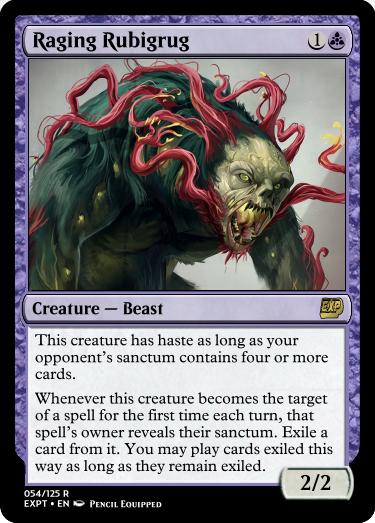 Raging Rubigrug 1
Creature — Beast EXP
This creature has haste as long as your
opponent's sanctum contains four or more
cards.
Whenever this creature becomes the target
of a spell for the first time each turn, that
spell's owner reveals their sanctum. Exile a
card from it. You may play cards exiled this
way as long as they remain exiled.
2/2
054/125 R
EXPT • EN Pencil Equipped